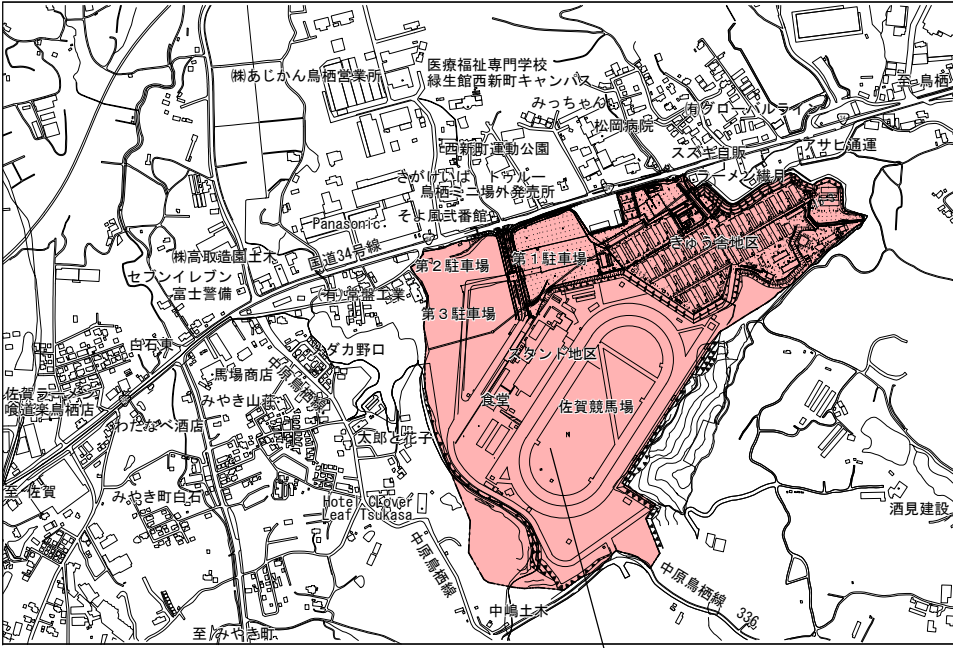 ㈱あじかん鳥栖営業所
医療福祉専門学校
緑生館西新町キャンパス
至 鳥栖
みっちゃん
㈲グローバルライン
松岡病院
アサヒ通運
西新町運動公園
スズキ自販
さがけいば ドゥルー
鳥栖ミニ場外発売所
ラーメン織月
Panasonic
そよ風弐番館
きゅう舎地区
国道34号線
㈱高取造園土木
第2駐車場
第1駐車場
セブンイレブン
富士警備
(有)常盤工業
第3駐車場
白石東
ダカ野口
スタンド地区
馬場商店
中原鳥栖線
佐賀ラーメン
喰道楽鳥栖店
みやき山荘
食堂
佐賀競馬場
わたなべ酒店
太郎と花子
至 佐賀
みやき町白石
Hotel Clover
Leaf Tsukasa
酒見建設
中原鳥栖線
中原鳥栖線
336
中嶋土木
至 みやき町